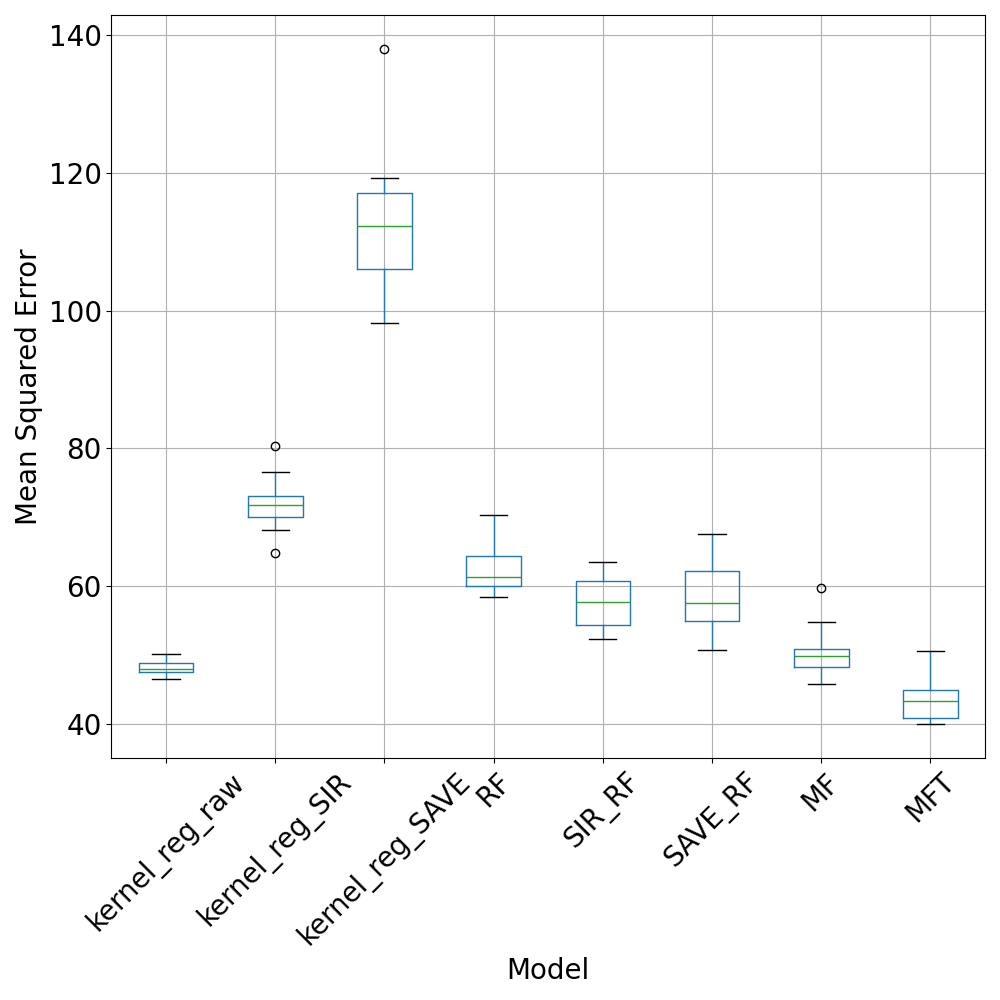 140
120
100
80
60
40
Mean Squared Error
kernel_reg_raw
kernel_reg_SIR
kernel_reg_SAVE
RF
SIR_RF
SAVE_RF
MF
MFT
Model